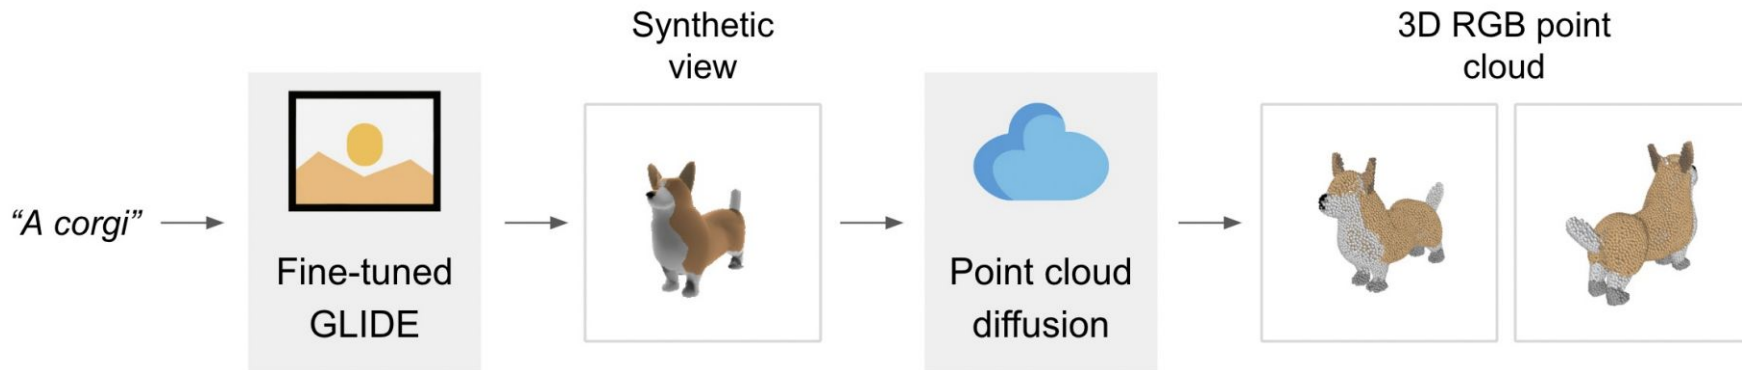 “A corgi”
Fine-tuned
GLIDE
Synthetic
view
Point cloud
diffusion
3D RGB point
cloud